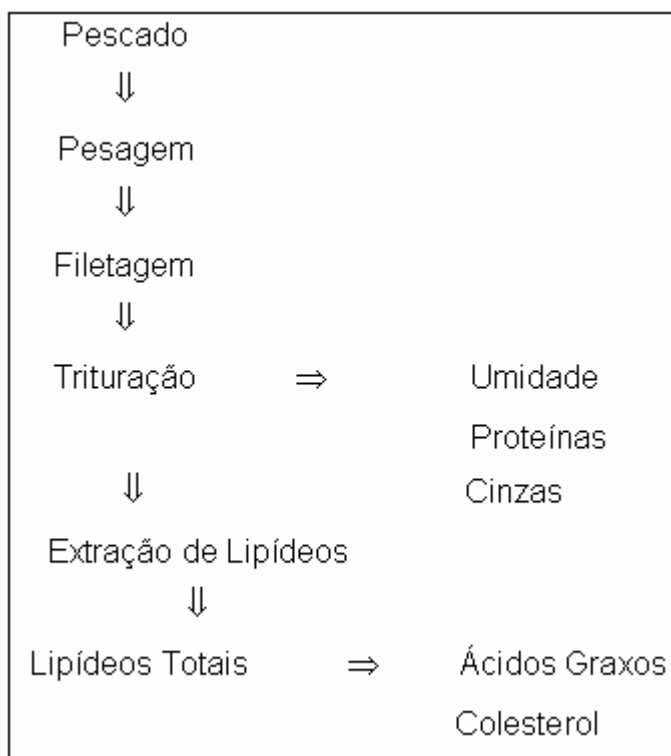 Pescado
⇓
Pesagem
⇓
Filetagem
⇓
Trituração ⇒ Umidade
Proteínas
⇓ Cinzas
Extração de Lipídeos
⇓
Lipídeos Totais ⇒ Ácidos Graxos
Colesterol